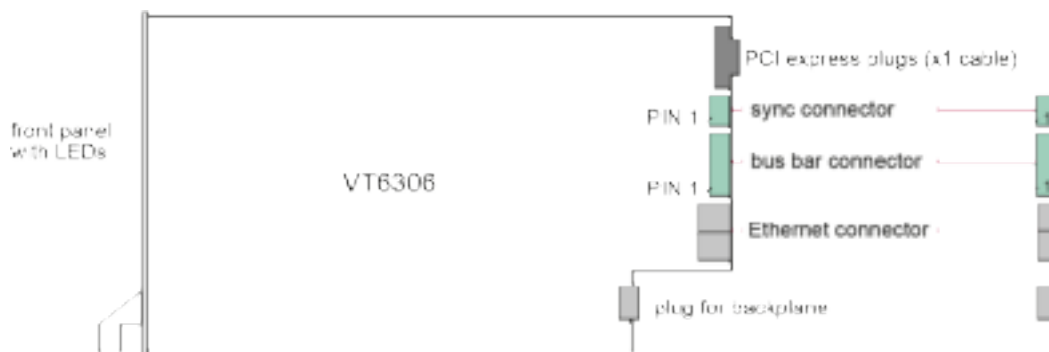 PCI express plugs (x1 cable)
PIN 1
sync connector
front panel
with LEDs
bus bar connector
VT6306
PIN 1
Ethernet connector
plug for backplane